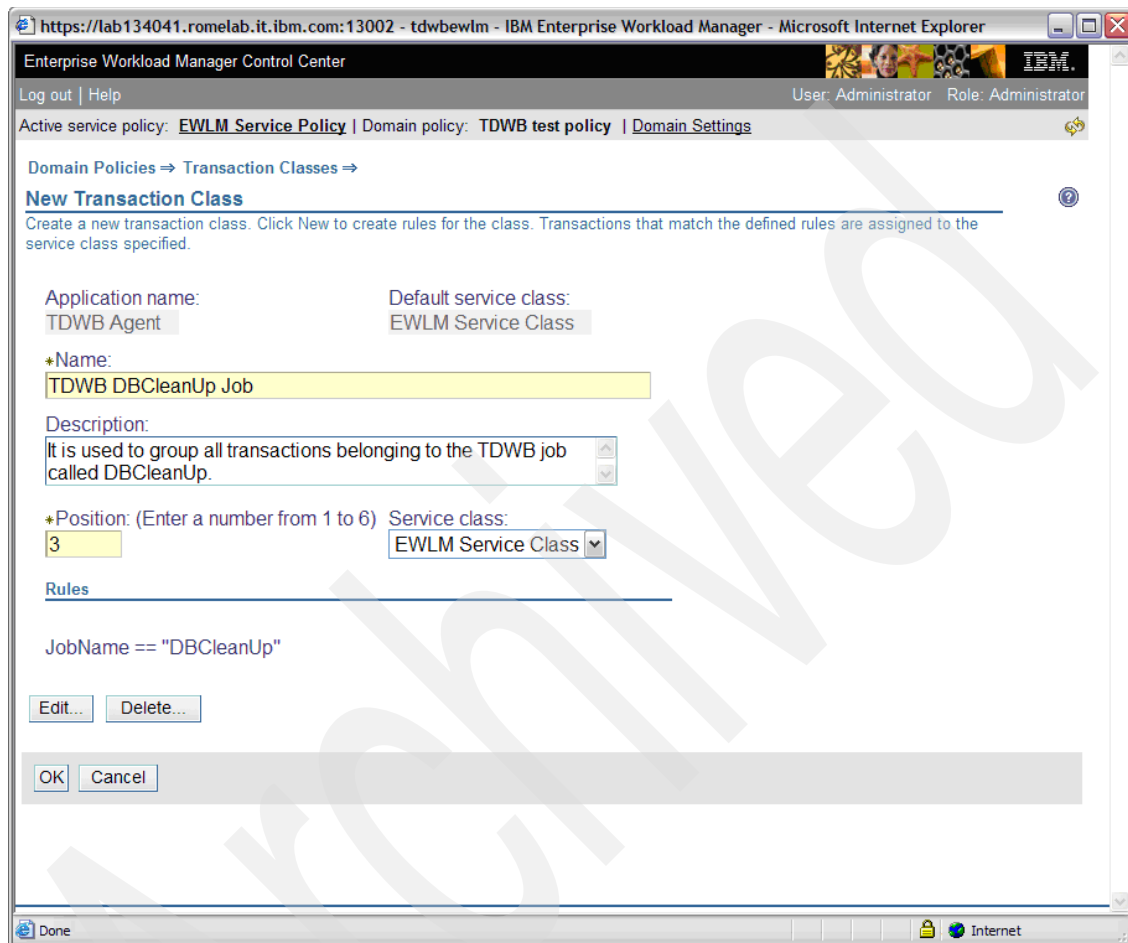 https://lab134041.romelab.it.ibm.com:13002 - tdwbewlm - IBM Enterprise Workload Manager - Microsoft Internet Explorer
Enterprise Workload Manager Control Center
IBM.
Log out | Help
User: Administrator Role: Administrator
Active service policy: EWLM Service Policy | Domain policy: TDWB test policy | Domain Settings
Domain Policies ⇒ Transaction Classes ⇒
New Transaction Class
?
Create a new transaction class. Click New to create rules for the class. Transactions that match the defined rules are assigned to the
service class specified.
Application name: Default service class:
TDWB Agent EWLM Service Class
*Name:
TDWB DBCleanUp Job
Description:
It is used to group all transactions belonging to the TDWB job
called DBCleanUp.
*Position: (Enter a number from 1 to 6) Service class:
3 EWLM Service Class
Rules
JobName == "DBCleanUp"
Edit... Delete...
OK Cancel
Done Internet
Archived